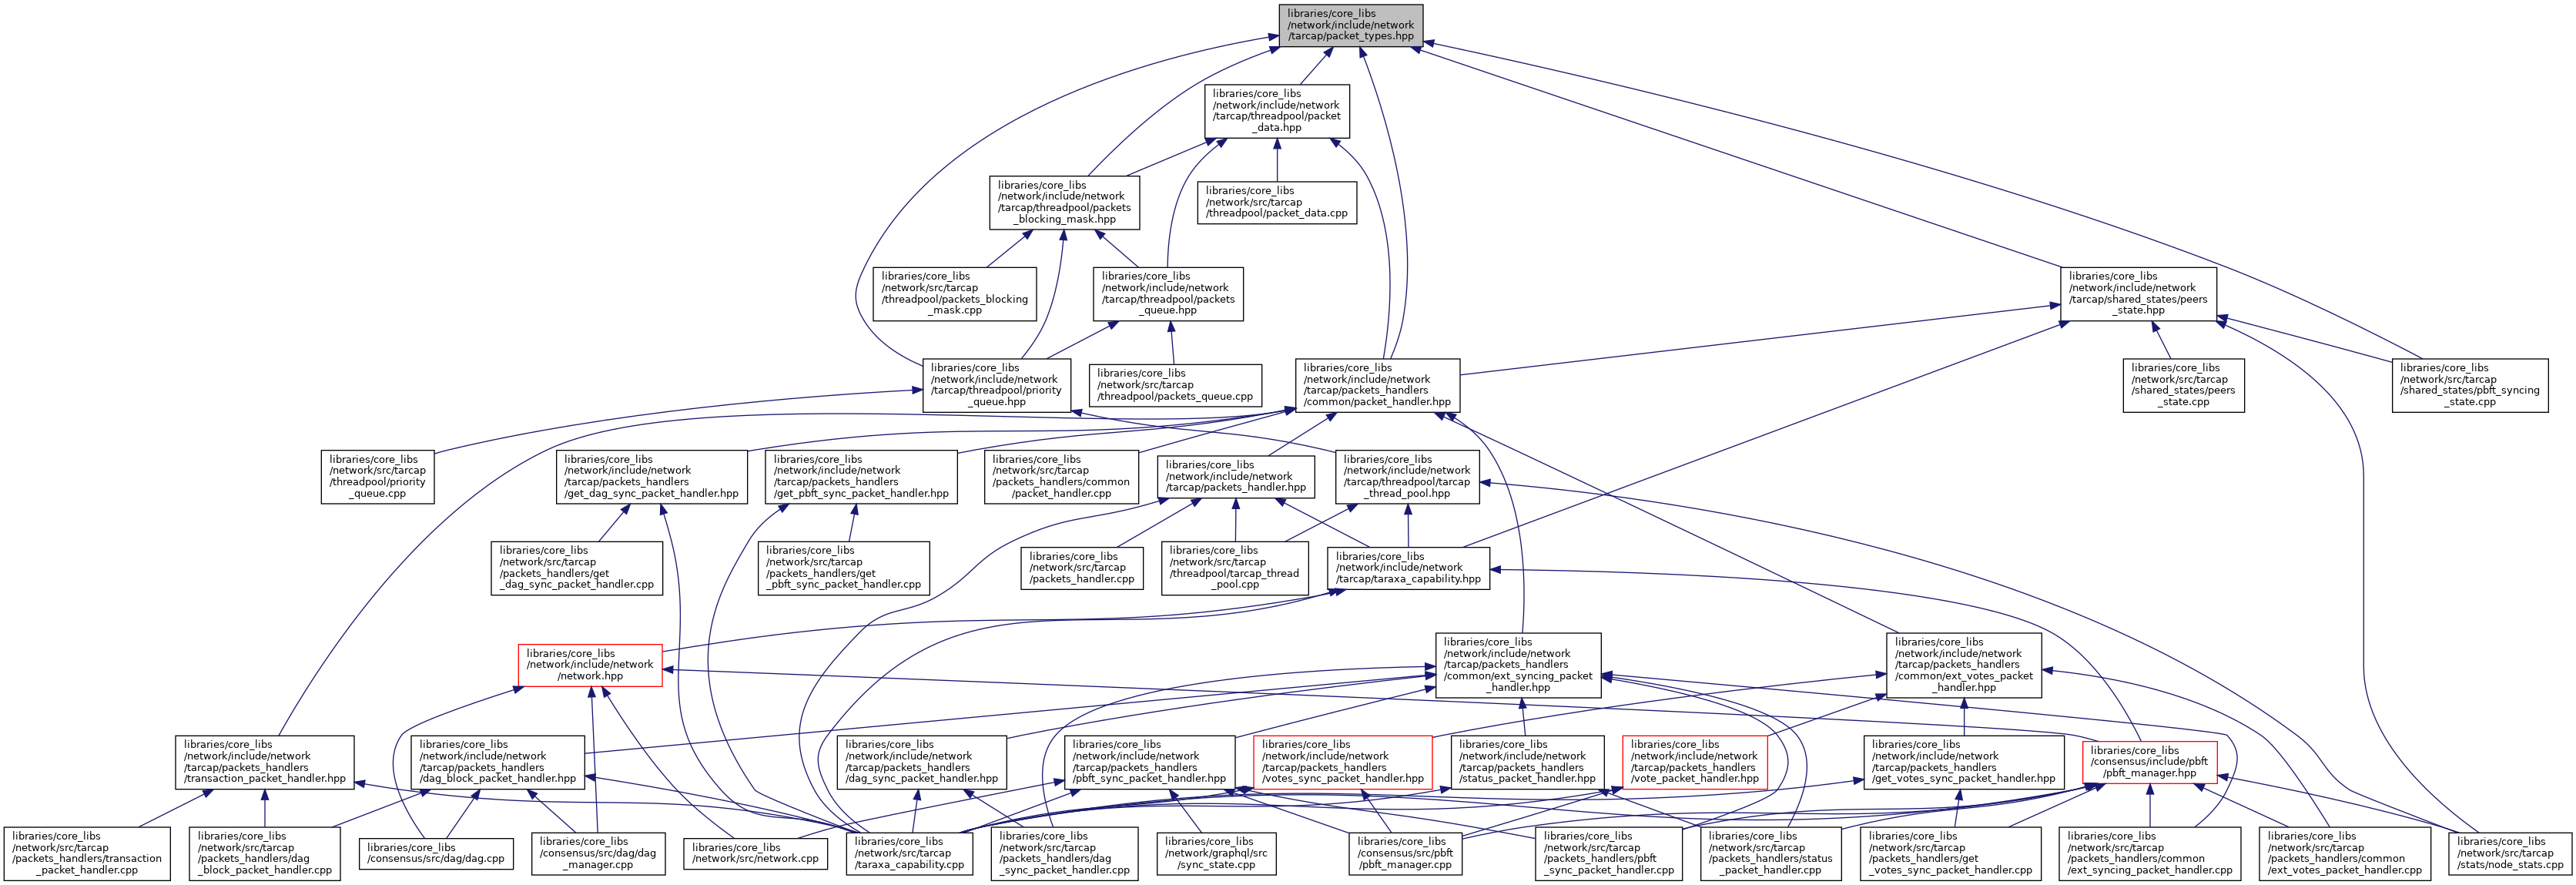 libraries/core_libs
/network/include/network
/tarcap/packet_types.hpp
libraries/core_libs
/network/include/network
/tarcap/threadpool/packet
_data.hpp
libraries/core_libs
/network/include/network
/tarcap/threadpool/packets
_blocking_mask.hpp
libraries/core_libs
/network/src/tarcap
/threadpool/packet_data.cpp
libraries/core_libs
/network/src/tarcap
/threadpool/packets_blocking
_mask.cpp
libraries/core_libs
/network/include/network
/tarcap/threadpool/packets
_queue.hpp
libraries/core_libs
/network/include/network
/tarcap/shared_states/peers
_state.hpp
libraries/core_libs
/network/include/network
/tarcap/threadpool/priority
_queue.hpp
libraries/core_libs
/network/src/tarcap
/threadpool/packets_queue.cpp
libraries/core_libs
/network/include/network
/tarcap/packets_handlers
/common/packet_handler.hpp
libraries/core_libs
/network/src/tarcap
/shared_states/peers
_state.cpp
libraries/core_libs
/network/src/tarcap
/shared_states/pbft_syncing
_state.cpp
libraries/core_libs
/network/src/tarcap
/threadpool/priority
_queue.cpp
libraries/core_libs
/network/include/network
/tarcap/packets_handlers
/get_dag_sync_packet_handler.hpp
libraries/core_libs
/network/include/network
/tarcap/packets_handlers
/get_pbft_sync_packet_handler.hpp
libraries/core_libs
/network/src/tarcap
/packets_handlers/common
/packet_handler.cpp
libraries/core_libs
/network/include/network
/tarcap/packets_handler.hpp
libraries/core_libs
/network/include/network
/tarcap/threadpool/tarcap
_thread_pool.hpp
libraries/core_libs
/network/src/tarcap
/packets_handlers/get
_dag_sync_packet_handler.cpp
libraries/core_libs
/network/src/tarcap
/packets_handlers/get
_pbft_sync_packet_handler.cpp
libraries/core_libs
/network/src/tarcap
/packets_handler.cpp
libraries/core_libs
/network/src/tarcap
/threadpool/tarcap_thread
_pool.cpp
libraries/core_libs
/network/include/network
/tarcap/taraxa_capability.hpp
libraries/core_libs
/network/include/network
/network.hpp
libraries/core_libs
/network/include/network
/tarcap/packets_handlers
/common/ext_syncing_packet
_handler.hpp
libraries/core_libs
/network/include/network
/tarcap/packets_handlers
/common/ext_votes_packet
_handler.hpp
libraries/core_libs
/network/include/network
/tarcap/packets_handlers
/transaction_packet_handler.hpp
libraries/core_libs
/network/include/network
/tarcap/packets_handlers
/dag_block_packet_handler.hpp
libraries/core_libs
/network/include/network
/tarcap/packets_handlers
/dag_sync_packet_handler.hpp
libraries/core_libs
/network/include/network
/tarcap/packets_handlers
/pbft_sync_packet_handler.hpp
libraries/core_libs
/network/include/network
/tarcap/packets_handlers
/votes_sync_packet_handler.hpp
libraries/core_libs
/network/include/network
/tarcap/packets_handlers
/status_packet_handler.hpp
libraries/core_libs
/network/include/network
/tarcap/packets_handlers
/vote_packet_handler.hpp
libraries/core_libs
/network/include/network
/tarcap/packets_handlers
/get_votes_sync_packet_handler.hpp
libraries/core_libs
/consensus/include/pbft
/pbft_manager.hpp
libraries/core_libs
/network/src/tarcap
/packets_handlers/transaction
_packet_handler.cpp
libraries/core_libs
/network/src/tarcap
/packets_handlers/dag
_block_packet_handler.cpp
libraries/core_libs
/consensus/src/dag/dag.cpp
libraries/core_libs
/consensus/src/dag/dag
_manager.cpp
libraries/core_libs
/network/src/network.cpp
libraries/core_libs
/network/src/tarcap
/taraxa_capability.cpp
libraries/core_libs
/network/src/tarcap
/packets_handlers/dag
_sync_packet_handler.cpp
libraries/core_libs
/network/graphql/src
/sync_state.cpp
libraries/core_libs
/consensus/src/pbft
/pbft_manager.cpp
libraries/core_libs
/network/src/tarcap
/packets_handlers/pbft
_sync_packet_handler.cpp
libraries/core_libs
/network/src/tarcap
/packets_handlers/status
_packet_handler.cpp
libraries/core_libs
/network/src/tarcap
/packets_handlers/get
_votes_sync_packet_handler.cpp
libraries/core_libs
/network/src/tarcap
/packets_handlers/common
/ext_syncing_packet_handler.cpp
libraries/core_libs
/network/src/tarcap
/packets_handlers/common
/ext_votes_packet_handler.cpp
libraries/core_libs
/network/src/tarcap
/stats/node_stats.cpp